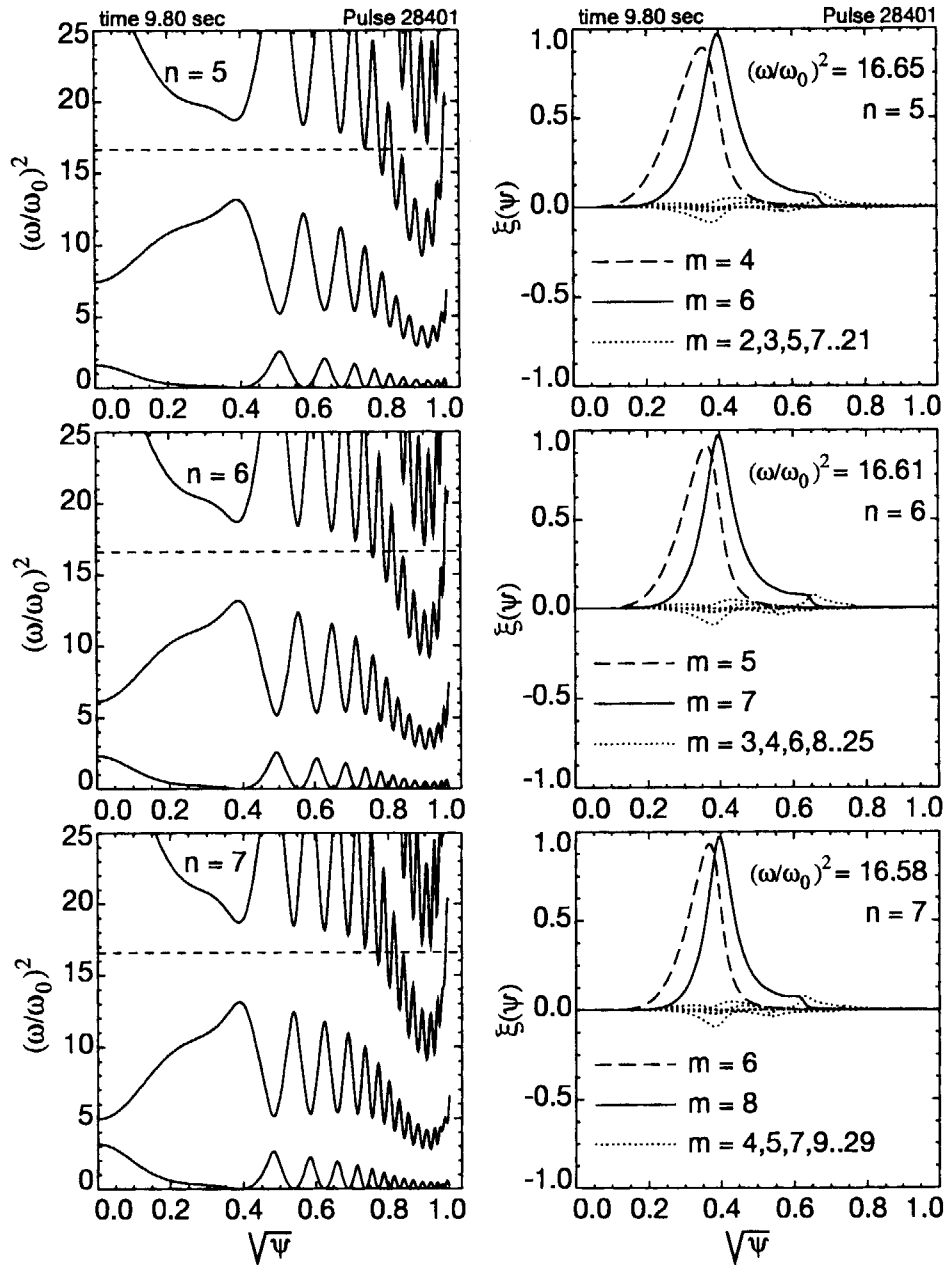 time 9.80 sec Pulse 28401
25
20
15
10
5
0
(ω/ω₀)²
n = 5
0.0 0.2 0.4 0.6 0.8 1.0
time 9.80 sec Pulse 28401
1.0
0.5
0.0
-0.5
-1.0
ξ(ψ)
(ω/ω₀)² = 16.65
n = 5
m = 4
m = 6
m = 2,3,5,7..21
0.0 0.2 0.4 0.6 0.8 1.0
25
20
15
10
5
0
(ω/ω₀)²
n = 6
0.0 0.2 0.4 0.6 0.8 1.0
1.0
0.5
0.0
-0.5
-1.0
ξ(ψ)
(ω/ω₀)² = 16.61
n = 6
m = 5
m = 7
m = 3,4,6,8..25
0.0 0.2 0.4 0.6 0.8 1.0
25
20
15
10
5
0
(ω/ω₀)²
n = 7
0.0 0.2 0.4 0.6 0.8 1.0
√ψ
1.0
0.5
0.0
-0.5
-1.0
ξ(ψ)
(ω/ω₀)² = 16.58
n = 7
m = 6
m = 8
m = 4,5,7,9..29
0.0 0.2 0.4 0.6 0.8 1.0
√ψ